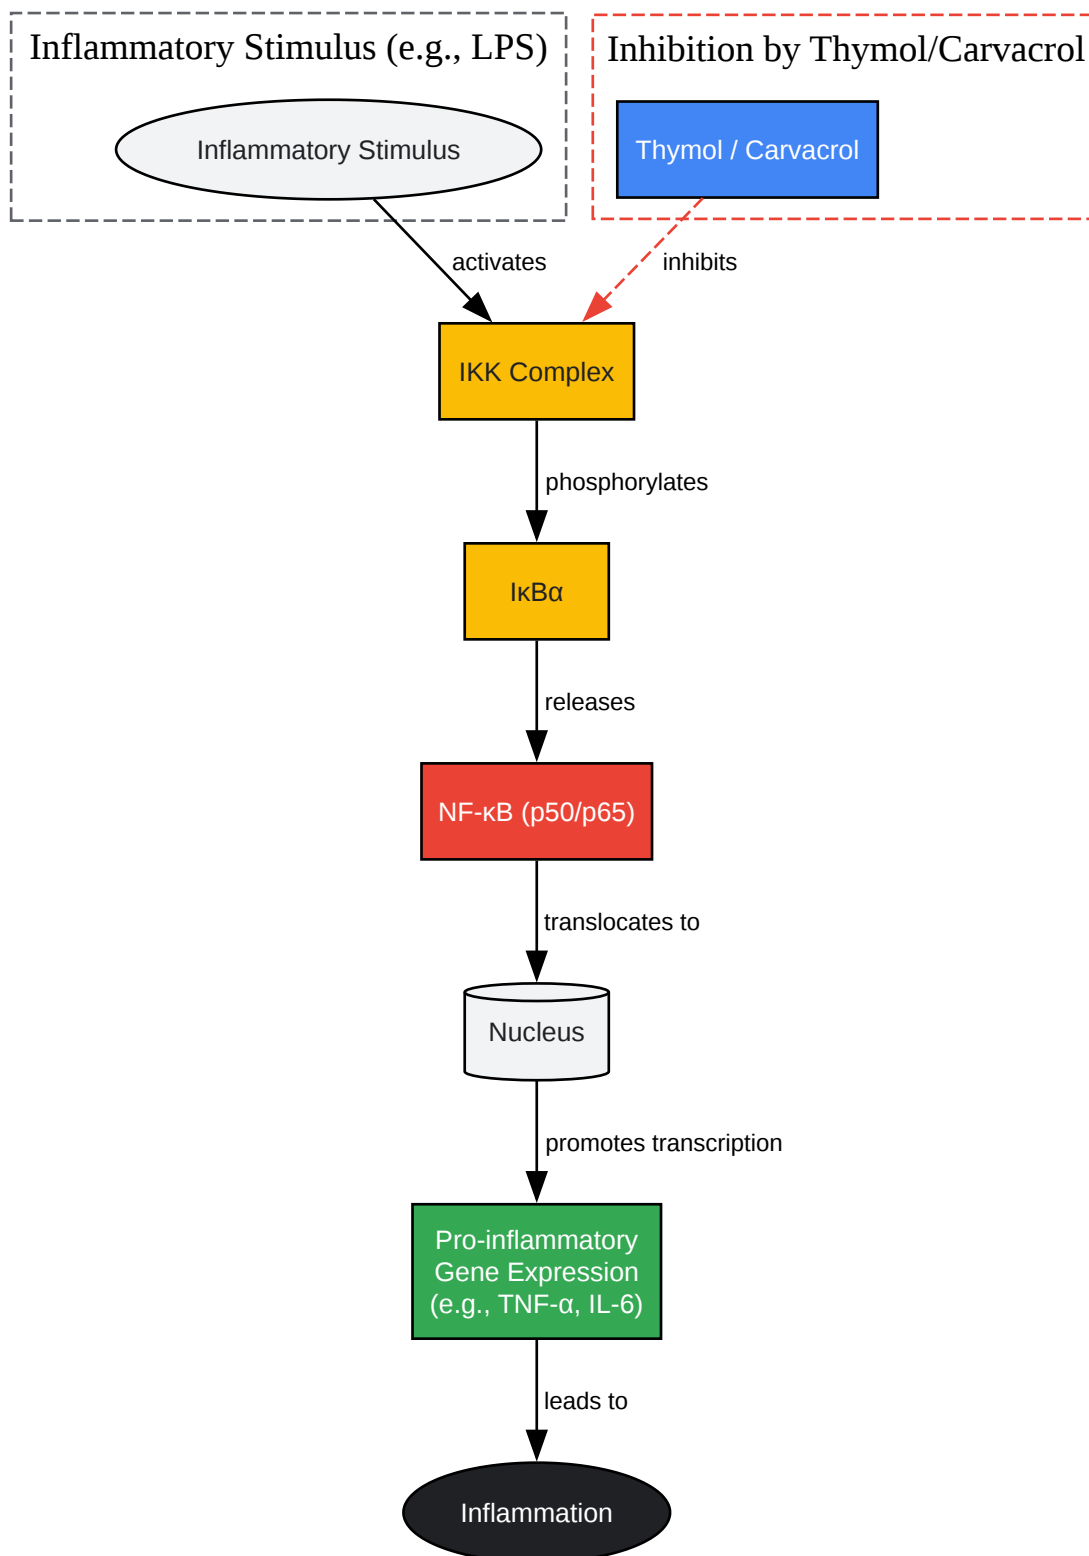 Inflammatory Stimulus (e.g., LPS)
Inhibition by Thymol/Carvacrol
Inflammatory Stimulus
Thymol / Carvacrol
activates
inhibits
IKK Complex
phosphorylates
IκBα
releases
NF-κB (p50/p65)
translocates to
Nucleus
promotes transcription
Pro-inflammatory
Gene Expression
(e.g., TNF-α, IL-6)
leads to
Inflammation